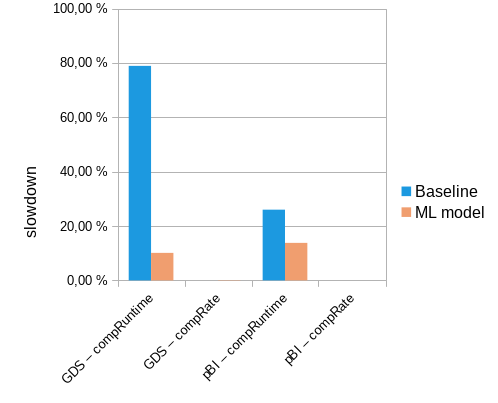 100,00 %
80,00 %
60,00 %
40,00 %
20,00 %
0,00 %
slowdown
GDS – compRuntime
GDS – compRate
pBI – compRuntime
pBI – compRate
Baseline
ML model